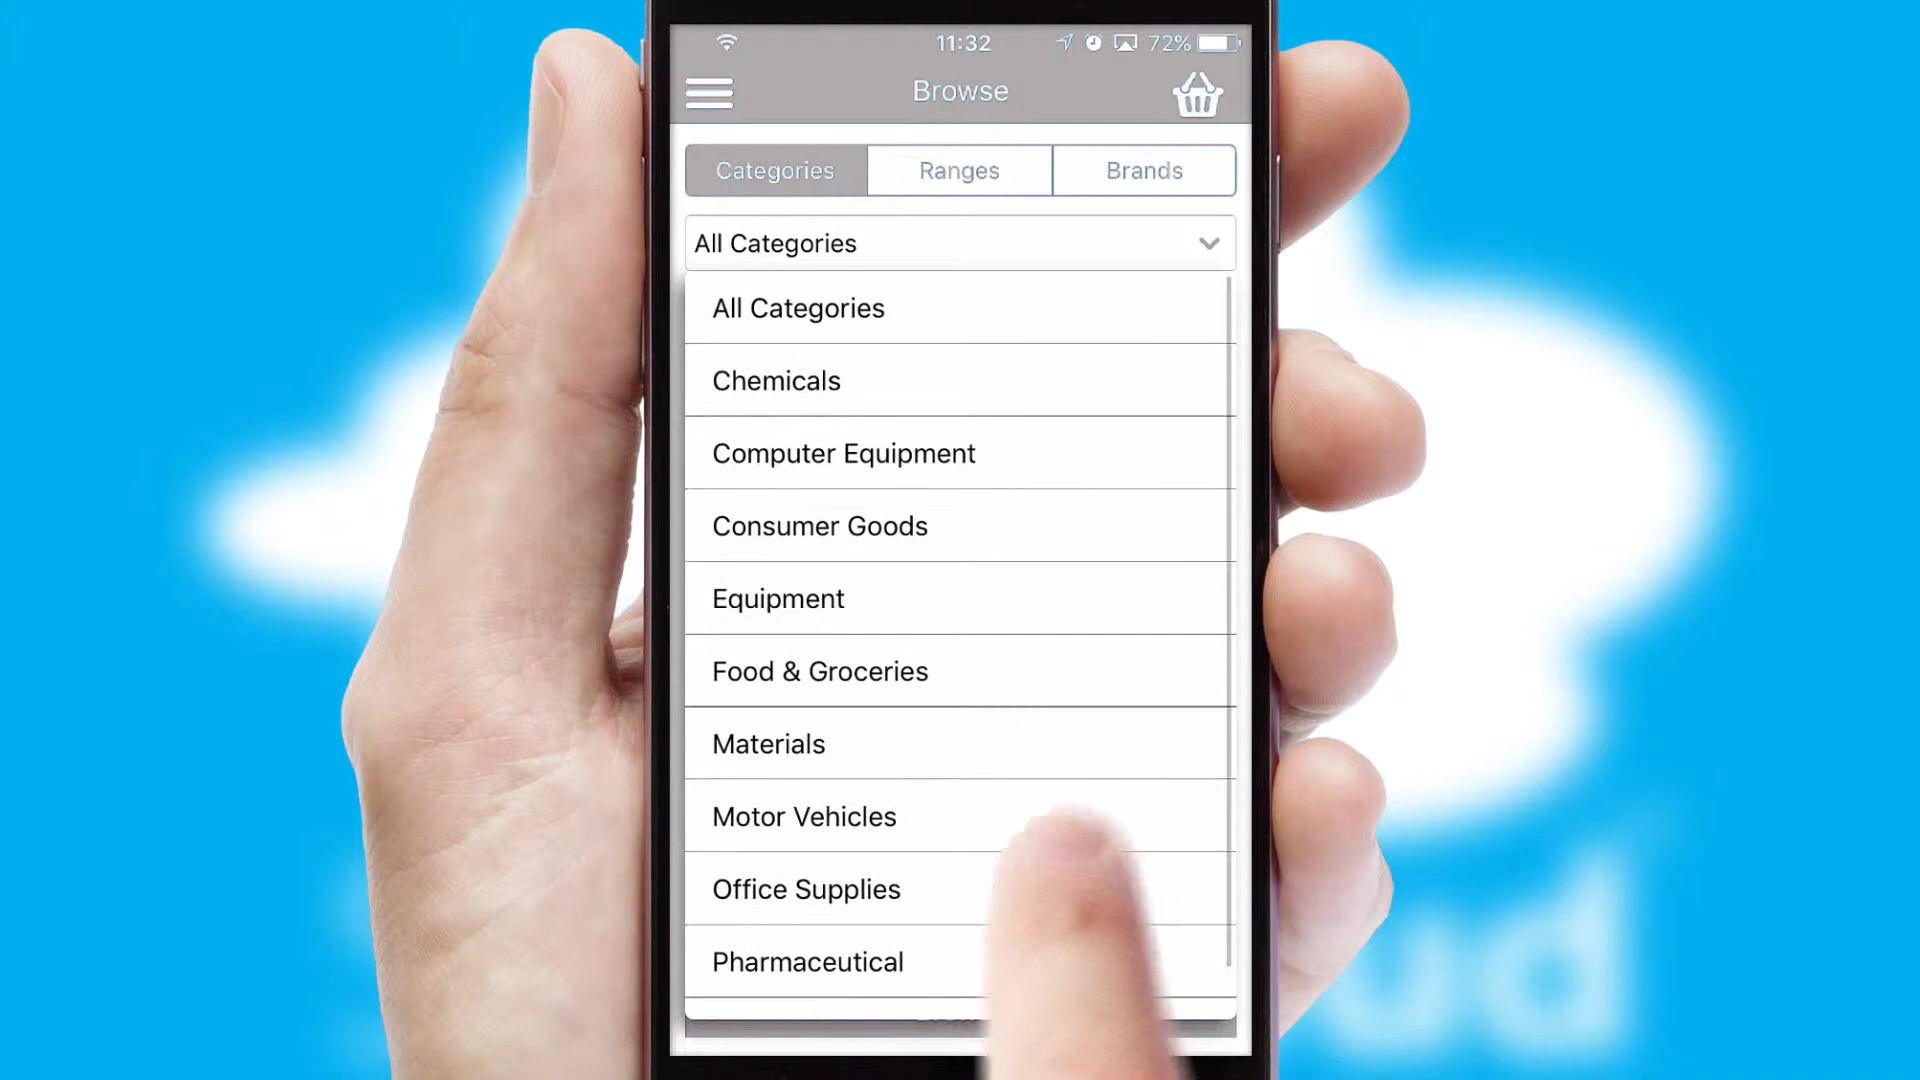 11:32
72%
Browse
Categories
Ranges
Brands
All Categories
All Categories
Chemicals
Computer Equipment
Consumer Goods
Equipment
Food & Groceries
Materials
Motor Vehicles
Office Supplies
Pharmaceutical